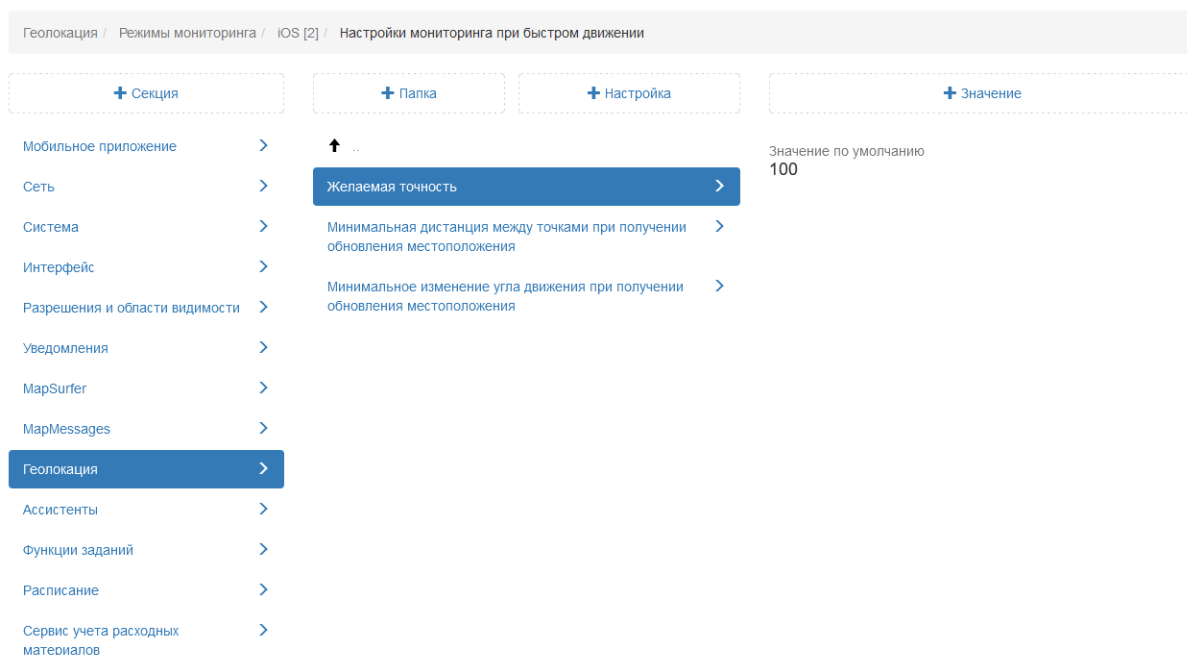 Геолокация / Режимы мониторинга / iOS [2] / Настройки мониторинга при быстром движении
+ Секция
+ Папка
+ Настройка
+ Значение
Мобильное приложение
Сеть
Система
Интерфейс
Разрешения и области видимости
Уведомления
MapSurfer
MapMessages
Геолокация
Ассистенты
Функции заданий
Расписание
Сервис учета расходных
материалов
..
Желаемая точность
Минимальная дистанция между точками при получении
обновления местоположения
Минимальное изменение угла движения при получении
обновления местоположения
Значение по умолчанию
100